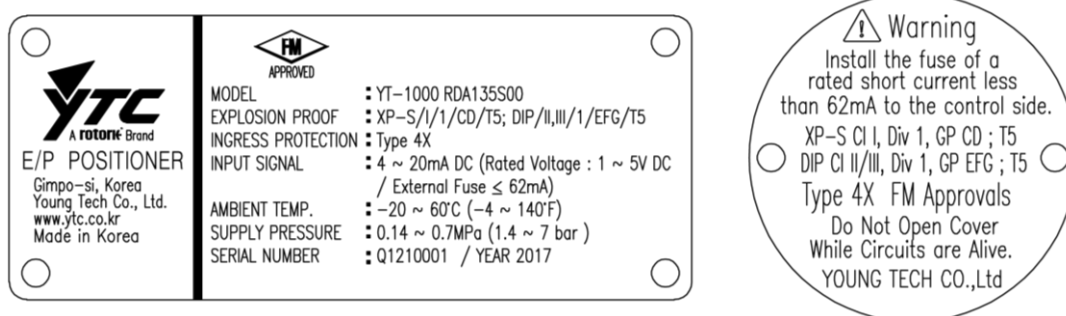 YTC
A rotork Brand
E/P POSITIONER
Gimpo-si, Korea
Young Tech Co., Ltd.
www.ytc.co.kr
Made in Korea
FM
APPROVED
MODEL : YT-1000 RDA135S00
EXPLOSION PROOF : XP-S/I/1/CD/T5; DIP/II,III/1/EFG/T5
INGRESS PROTECTION : Type 4X
INPUT SIGNAL : 4 ~ 20mA DC (Rated Voltage : 1 ~ 5V DC
/ External Fuse ≤ 62mA)
AMBIENT TEMP. : -20 ~ 60°C (-4 ~ 140°F)
SUPPLY PRESSURE : 0.14 ~ 0.7MPa (1.4 ~ 7 bar )
SERIAL NUMBER : Q1210001 / YEAR 2017
! Warning
Install the fuse of a
rated short current less
than 62mA to the control side.
XP-S Cl I, Div 1, GP CD ; T5
DIP Cl II/III, Div 1, GP EFG ; T5
Type 4X FM Approvals
Do Not Open Cover
While Circuits are Alive.
YOUNG TECH CO.,Ltd